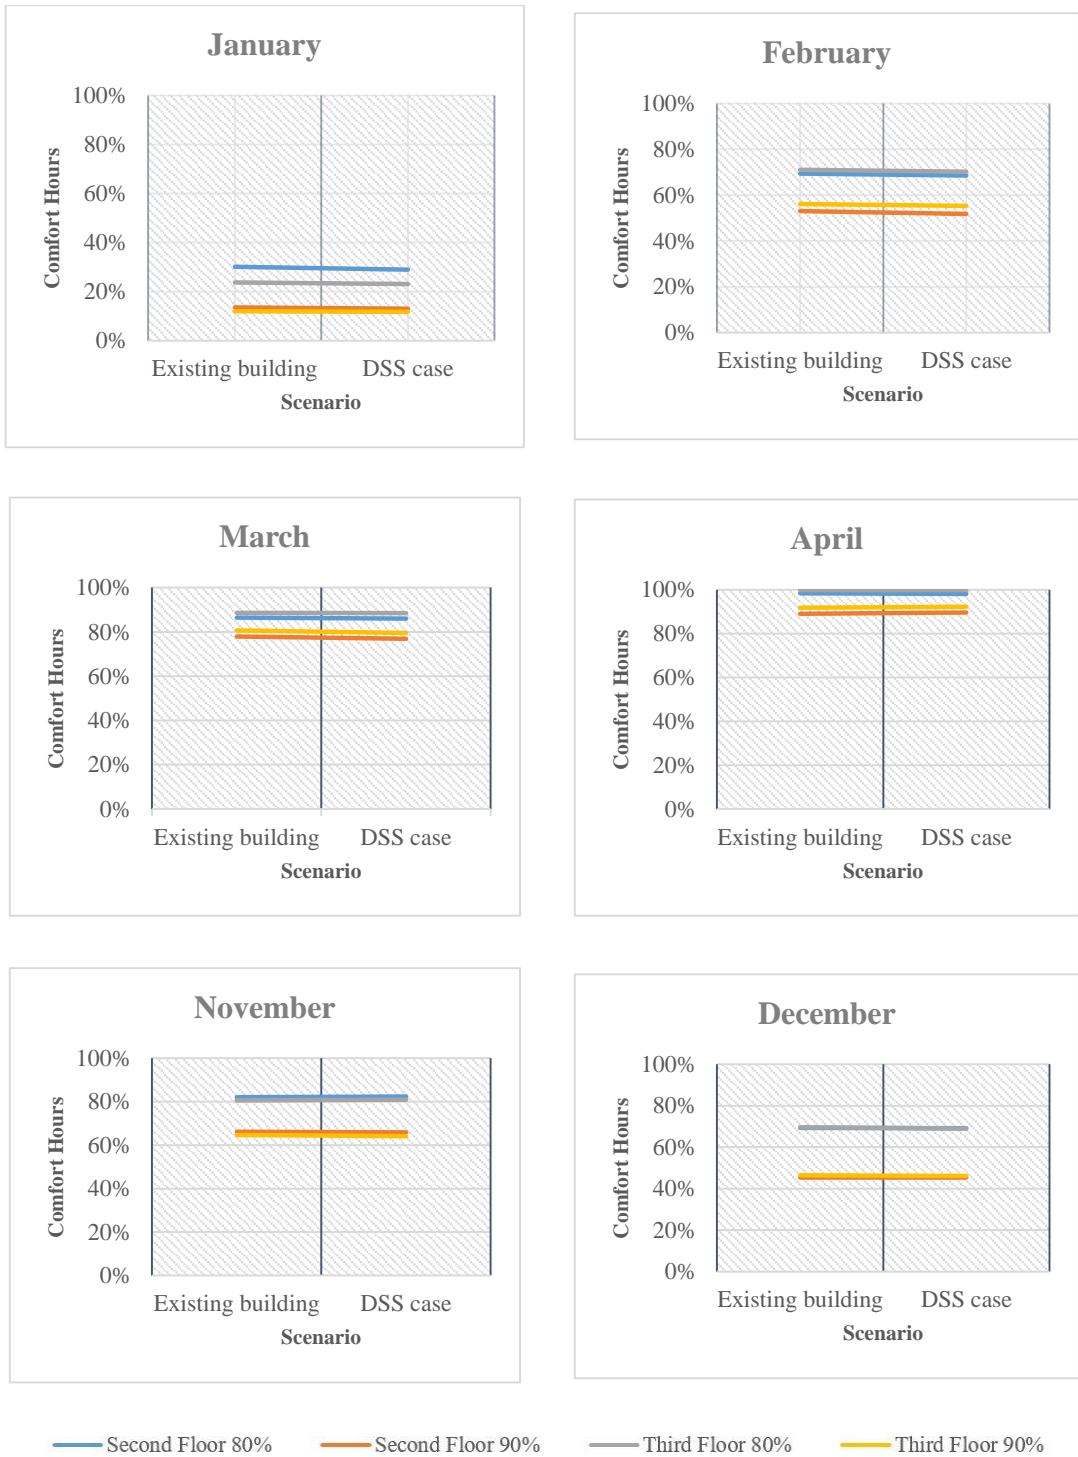 January
100%
80%
60%
40%
20%
0%
Comfort Hours
Existing building DSS case
Scenario
February
100%
80%
60%
40%
20%
0%
Comfort Hours
Existing building DSS case
Scenario
March
100%
80%
60%
40%
20%
0%
Comfort Hours
Existing building DSS case
Scenario
April
100%
80%
60%
40%
20%
0%
Comfort Hours
Existing building DSS case
Scenario
November
100%
80%
60%
40%
20%
0%
Comfort Hours
Existing building DSS case
Scenario
December
100%
80%
60%
40%
20%
0%
Comfort Hours
Existing building DSS case
Scenario
Second Floor 80% Second Floor 90% Third Floor 80% Third Floor 90%